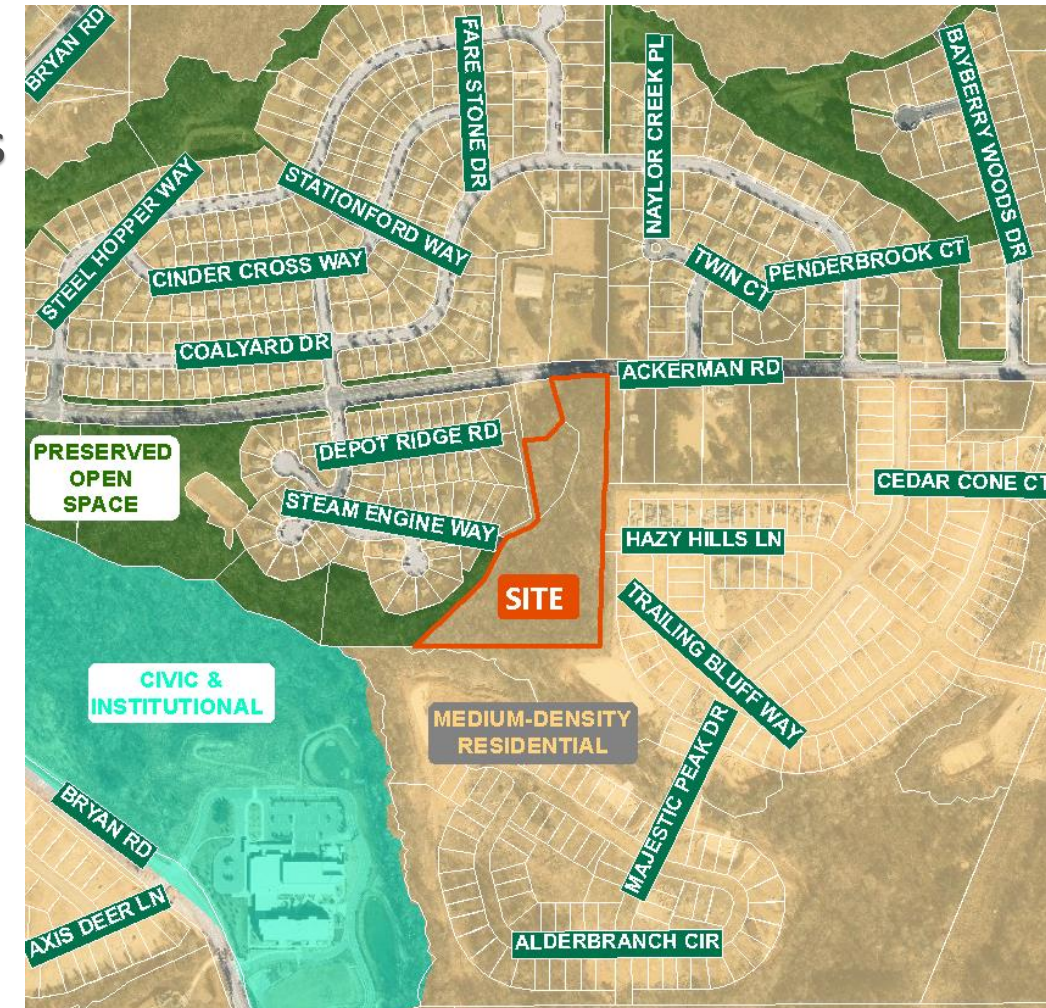 BRYAN RD
FARE STONE DR
NAYLOR CREEK PL
BAYBERRY WOODS DR
S
STEEL HOPPER WAY
STATIONFORD WAY
CINDER CROSS WAY
TWIN CT
PENDERBROOK CT
COALYARD DR
ACKERMAN RD
DEPOT RIDGE RD
PRESERVED
OPEN
SPACE
CEDAR CONE CT
STEAM ENGINE WAY
HAZY HILLS LN
SITE
TRAILING BLUFF WAY
CIVIC &
INSTITUTIONAL
MEDIUM-DENSITY
RESIDENTIAL
MAJESTIC PEAK DR
BRYAN RD
AXIS DEER LN
ALDERBRANCH CIR